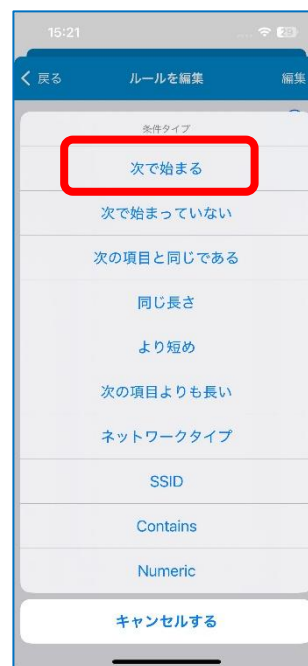 15:21
戻る ルールを編集 編集
条件タイプ
次で始まる
次で始まっていない
次の項目と同じである
同じ長さ
より短め
次の項目よりも長い
ネットワークタイプ
SSID
Contains
Numeric
キャンセルする